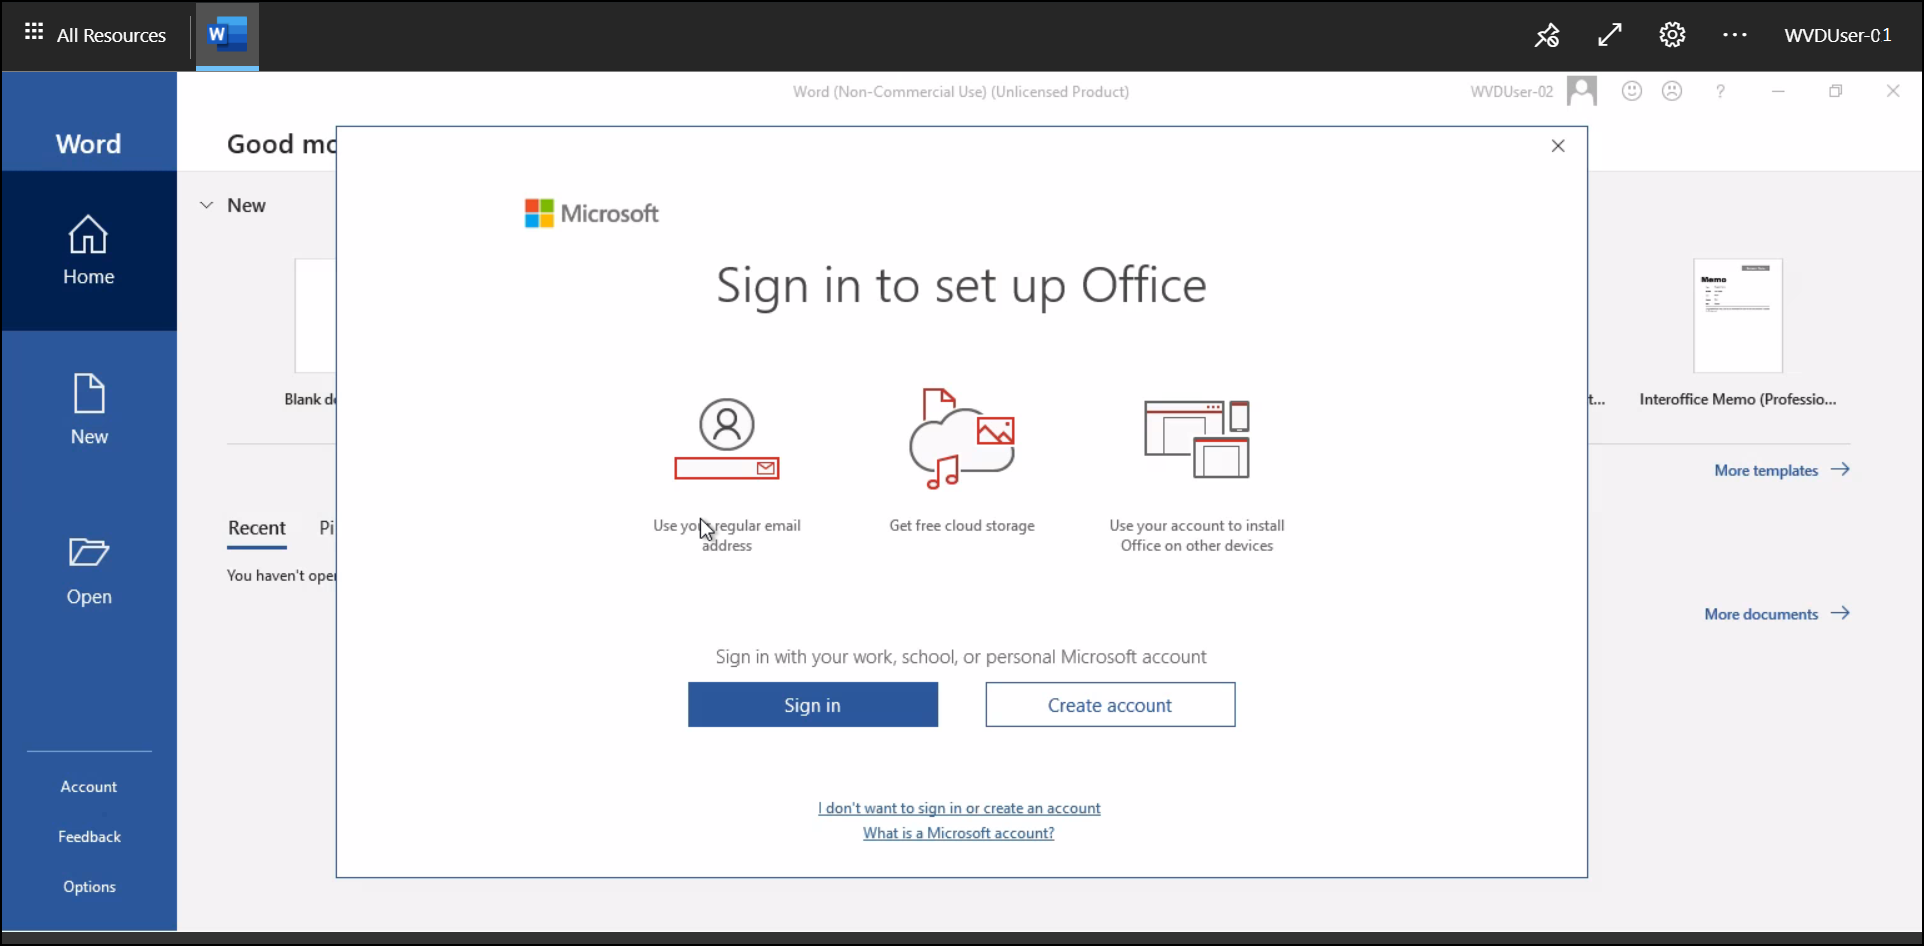 All Resources
W
WVDUser-01
Word (Non-Commercial Use) (Unlicensed Product)
WVDUser-02
?
Word
Good mo
Home
New
Open
Account
Feedback
Options
New
Blank de
Recent
Pi
You haven't oper
Microsoft
Sign in to set up Office
Use your regular email
address
Get free cloud storage
Use your account to install
Office on other devices
Sign in with your work, school, or personal Microsoft account
Sign in
Create account
I don't want to sign in or create an account
What is a Microsoft account?
t...
Memo
Interoffice Memo (Professio...
More templates
More documents